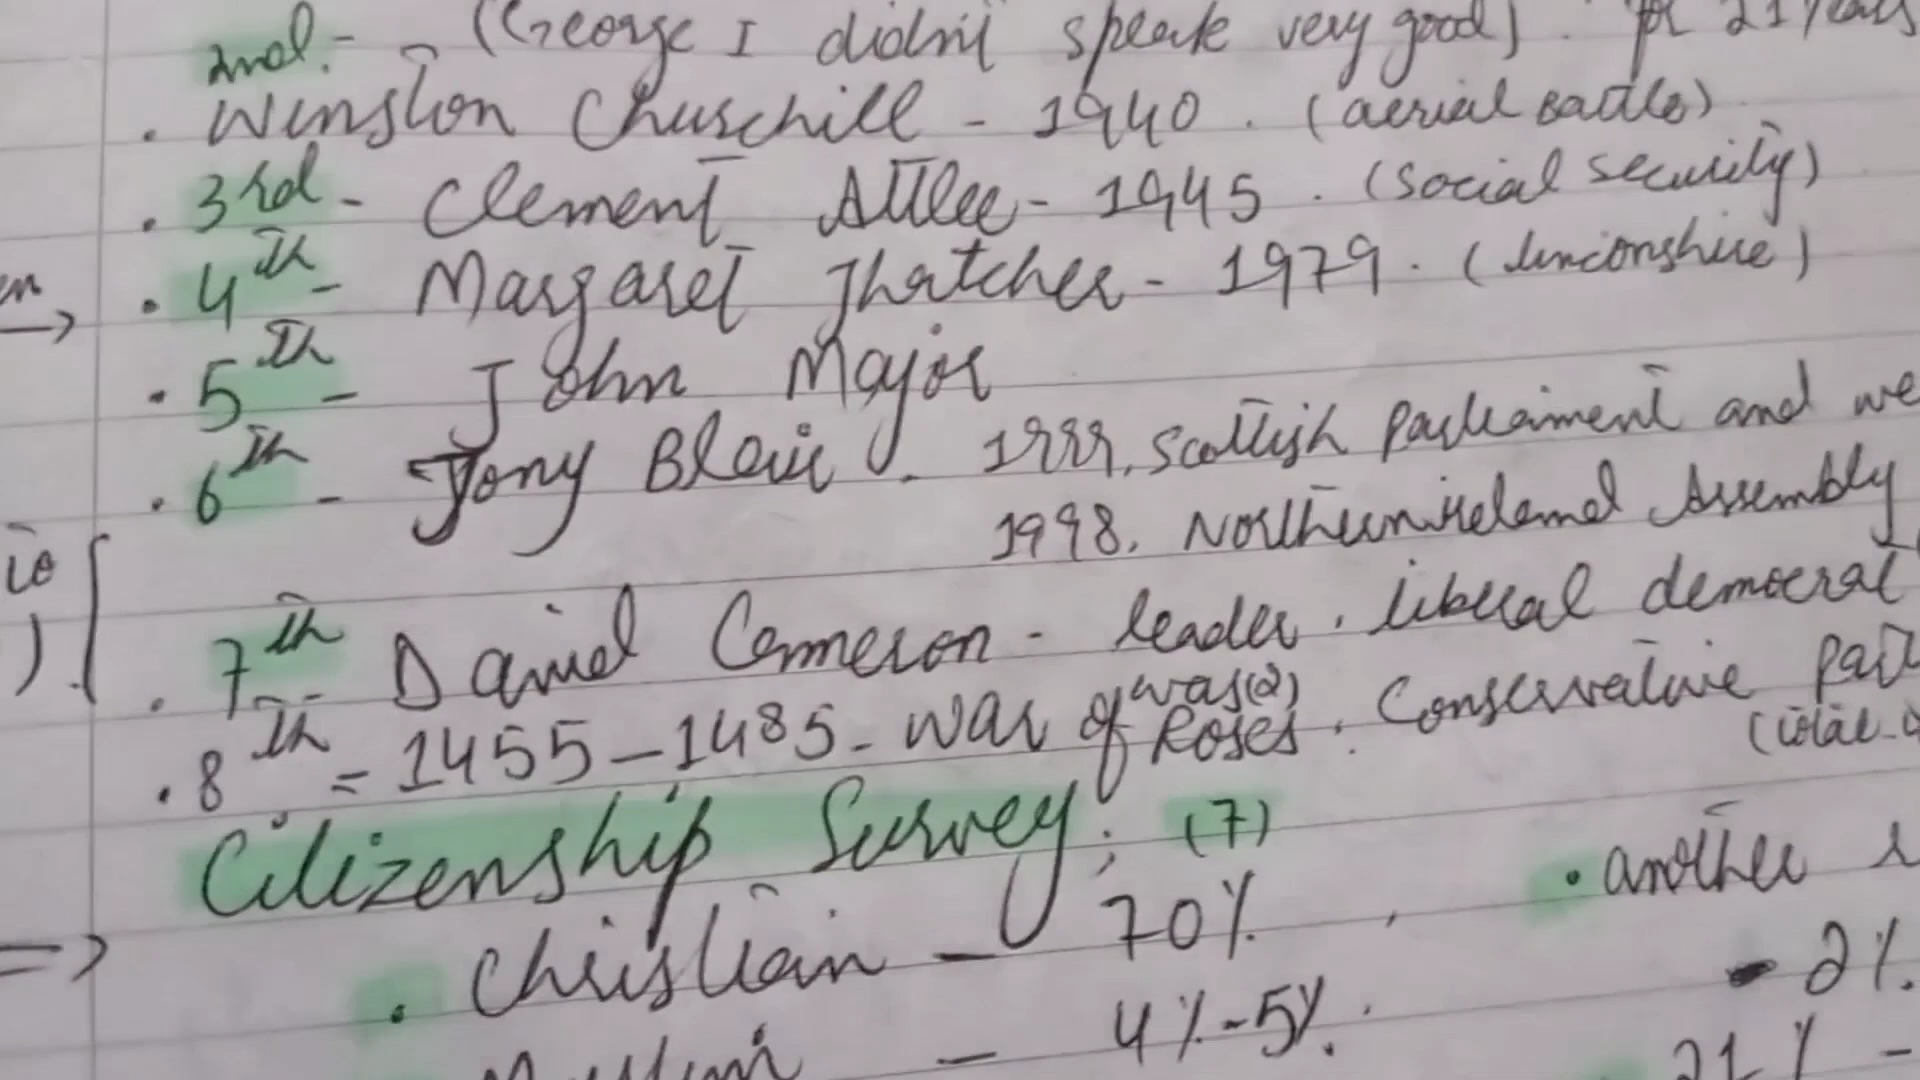 2nd:- (George I didn't speak very good) . for 21 years
. Winston Churchill - 1940 . (aerial battle)
. 3rd - Clement Attlee - 1945 . (Social security)
. 4th - Margaret Thatcher - 1979 . (Linconshire)
. 5th - John Major
. 6th - Tony Blair . 1999, Scottish Parliament and we
1998, Northern Ireland Assembly
. 7th Daniel Cameron - leader . liberal democrat
. 8th = 1455 - 1485 - War of Roses . Conservative Part
was(2)
Citizenship Survey ; (7)
. another
. Christian - 70%
- 2%.
- 4% - 5%.
21% -